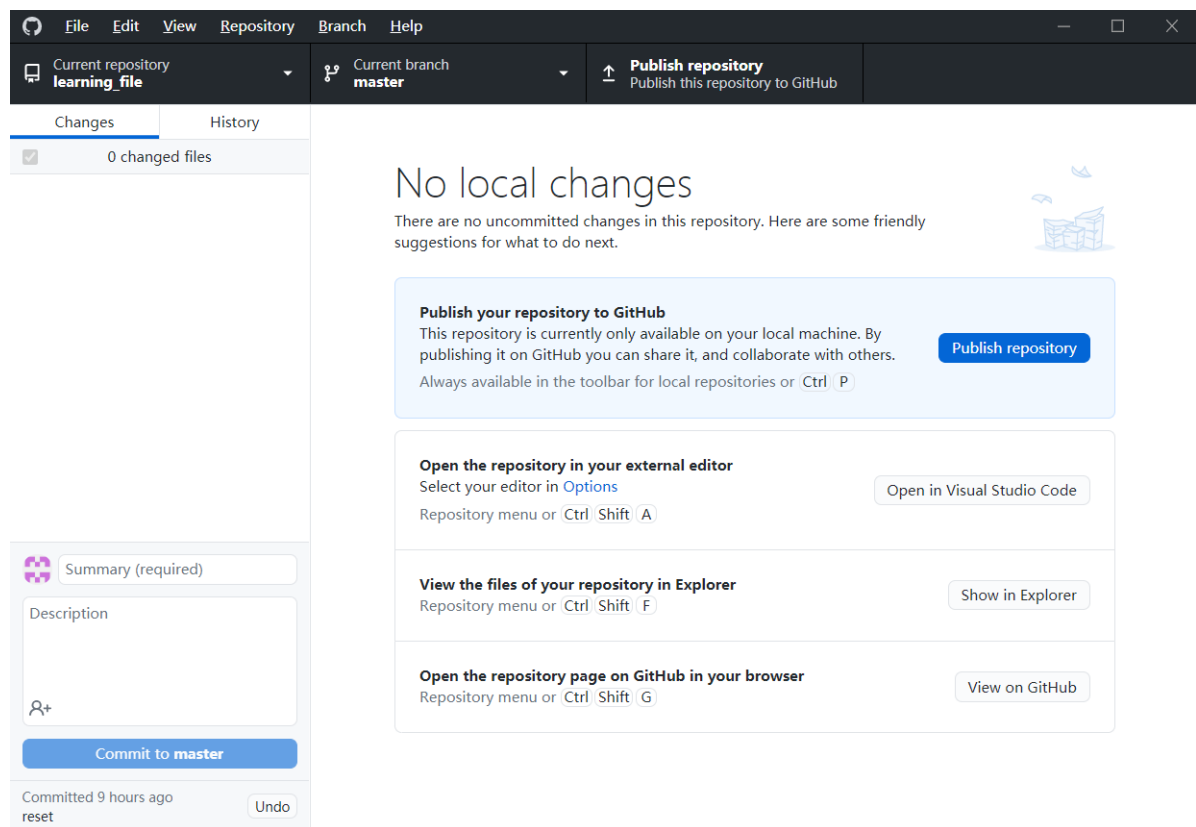 File Edit View Repository Branch Help
Current repository
learning_file
Current branch
master
Publish repository
Publish this repository to GitHub
Changes History
0 changed files
No local changes
There are no uncommitted changes in this repository. Here are some friendly
suggestions for what to do next.
Publish your repository to GitHub
This repository is currently only available on your local machine. By
publishing it on GitHub you can share it, and collaborate with others.
Always available in the toolbar for local repositories or Ctrl P
Publish repository
Open the repository in your external editor
Select your editor in Options
Repository menu or Ctrl Shift A
Open in Visual Studio Code
View the files of your repository in Explorer
Repository menu or Ctrl Shift F
Show in Explorer
Open the repository page on GitHub in your browser
Repository menu or Ctrl Shift G
View on GitHub
Summary (required)
Description
Commit to master
Committed 9 hours ago
reset
Undo